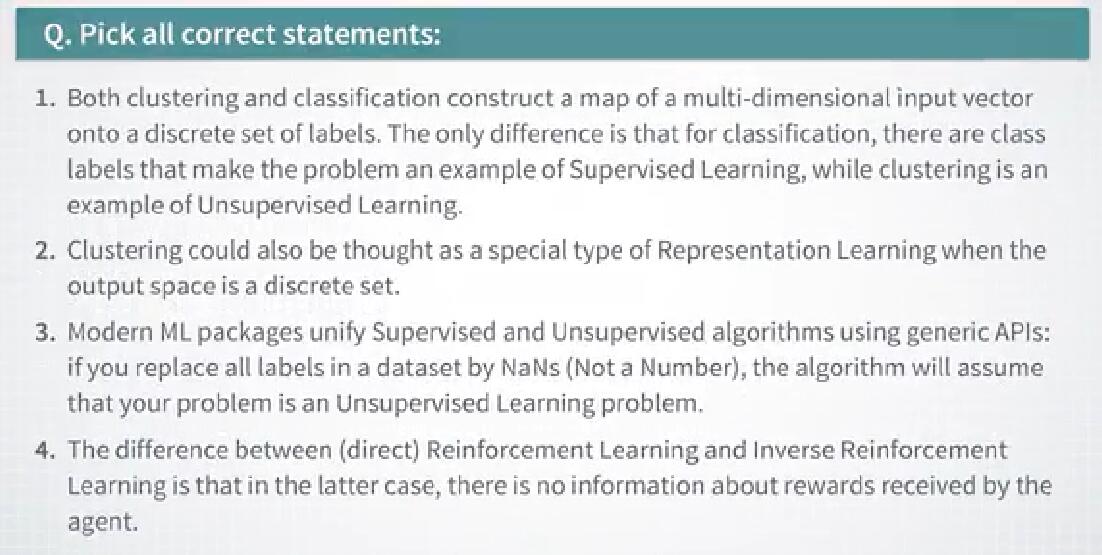 Q. Pick all correct statements:
1. Both clustering and classification construct a map of a multi-dimensional input vector
onto a discrete set of labels. The only difference is that for classification, there are class
labels that make the problem an example of Supervised Learning, while clustering is an
example of Unsupervised Learning.
2. Clustering could also be thought as a special type of Representation Learning when the
output space is a discrete set.
3. Modern ML packages unify Supervised and Unsupervised algorithms using generic APIs:
if you replace all labels in a dataset by NaNs (Not a Number), the algorithm will assume
that your problem is an Unsupervised Learning problem.
4. The difference between (direct) Reinforcement Learning and Inverse Reinforcement
Learning is that in the latter case, there is no information about rewards received by the
agent.